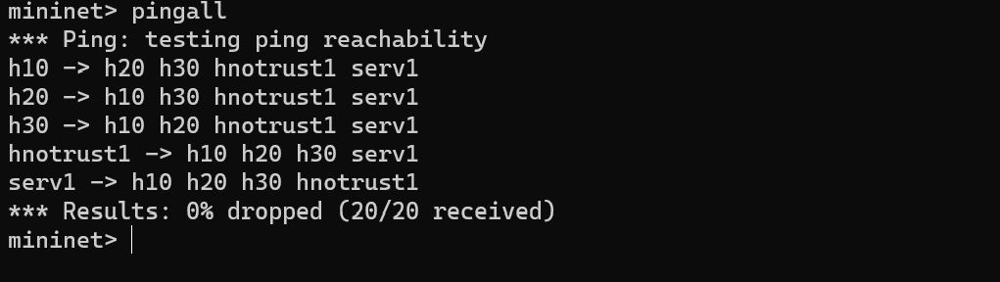 mininet> pingall
*** Ping: testing ping reachability
h10 -> h20 h30 hnotrust1 serv1
h20 -> h10 h30 hnotrust1 serv1
h30 -> h10 h20 hnotrust1 serv1
hnotrust1 -> h10 h20 h30 serv1
serv1 -> h10 h20 h30 hnotrust1
*** Results: 0% dropped (20/20 received)
mininet>